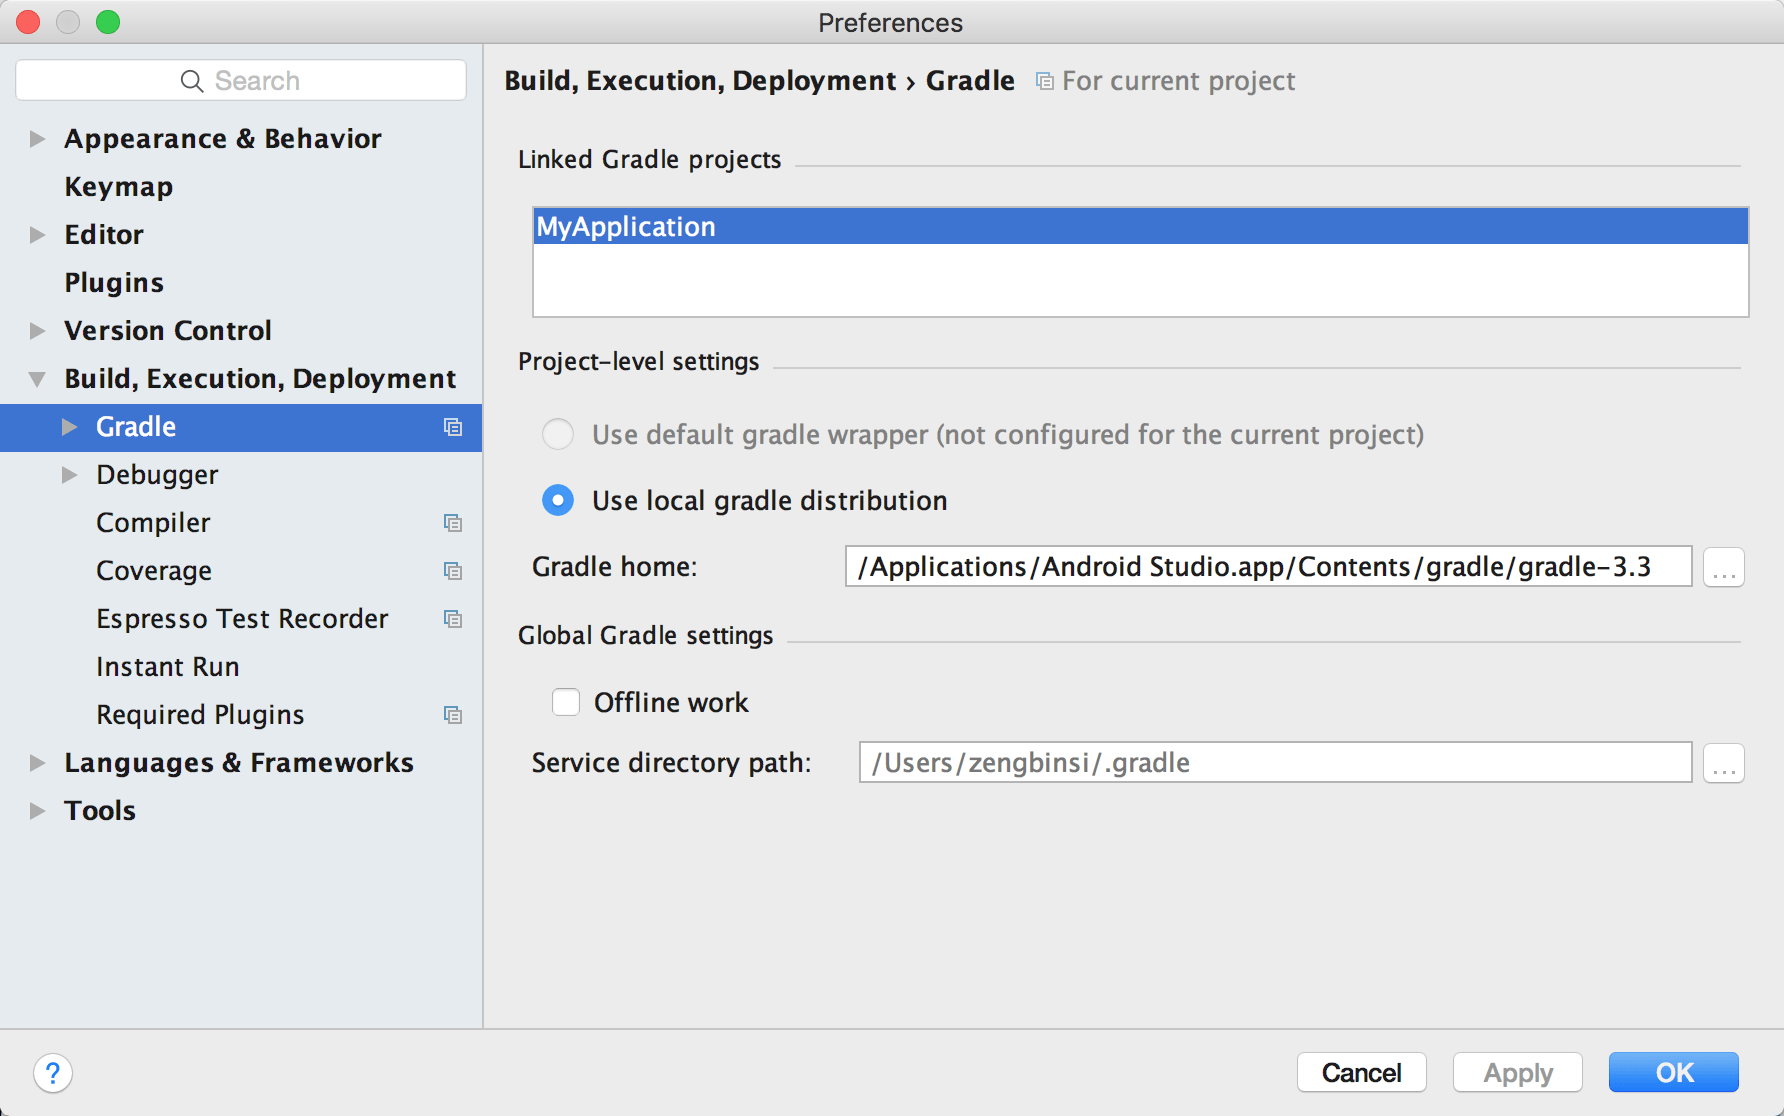 Preferences
Search
Appearance & Behavior
Keymap
Editor
Plugins
Version Control
Build, Execution, Deployment
Gradle
Debugger
Compiler
Coverage
Espresso Test Recorder
Instant Run
Required Plugins
Languages & Frameworks
Tools
Build, Execution, Deployment › Gradle For current project
Linked Gradle projects
MyApplication
Project-level settings
Use default gradle wrapper (not configured for the current project)
Use local gradle distribution
Gradle home: /Applications/Android Studio.app/Contents/gradle/gradle-3.3 ...
Global Gradle settings
Offline work
Service directory path: /Users/zengbinsi/.gradle ...
? Cancel Apply OK